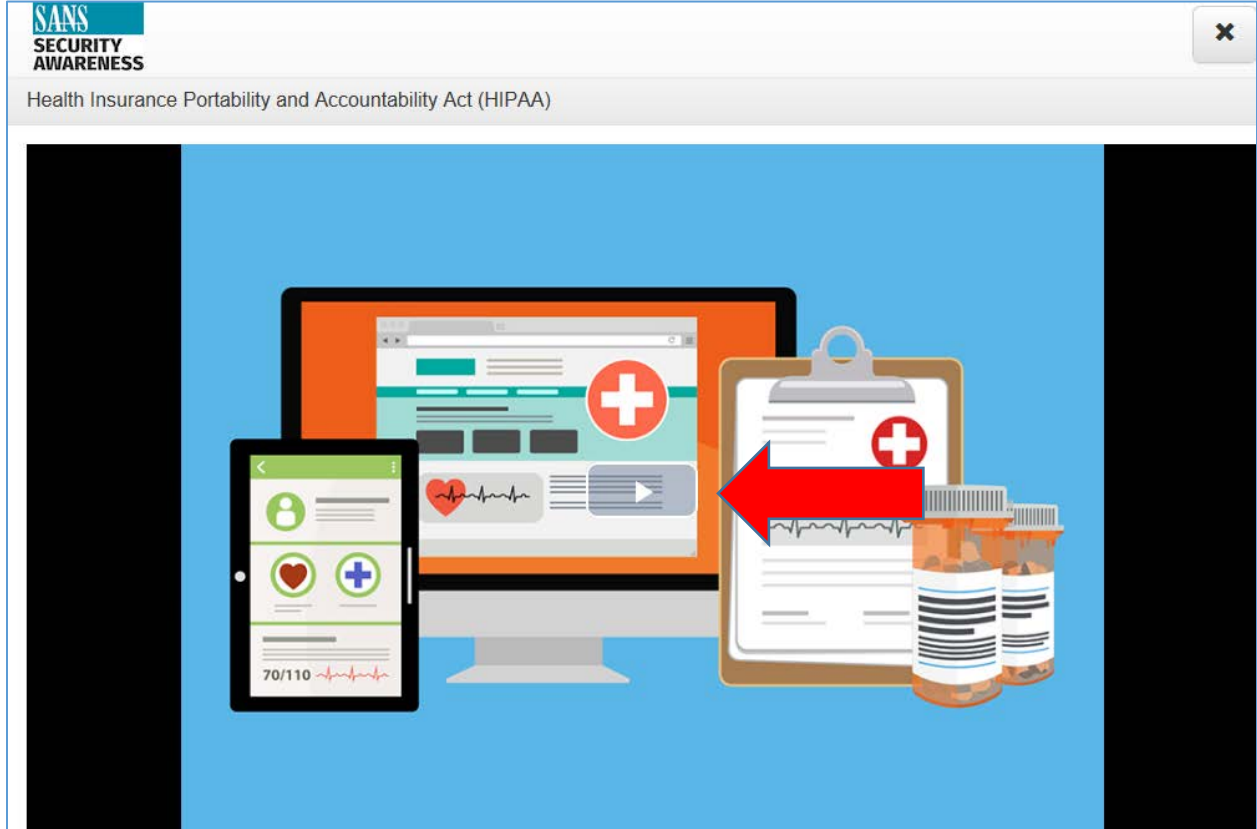 SANS
SECURITY
AWARENESS
Health Insurance Portability and Accountability Act (HIPAA)
70/110